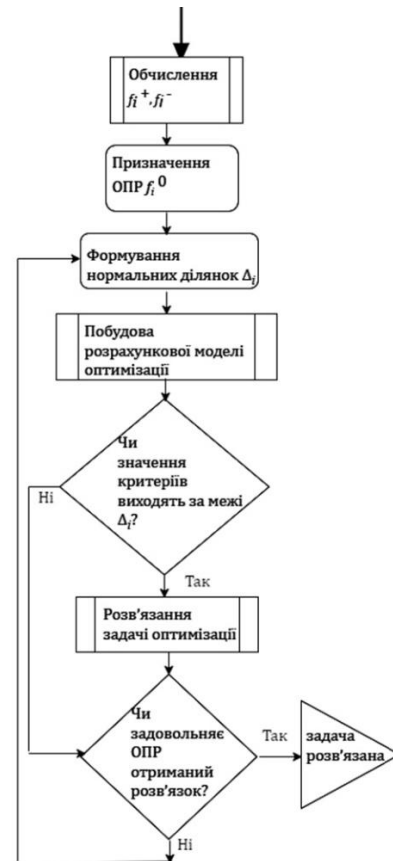 Обчислення
fi⁺, fi⁻
Призначення
ОПР fᵢ⁰
Формування
нормальних ділянок Δᵢ
Побудова
розрахункової моделі
оптимізації
Чи
значення
критеріїв
виходять за межі
Δᵢ?
Ні
Так
Розв'язання
задачі оптимізації
Чи
задовольняє
ОПР
отриманий
розв'язок?
Так
задача
розв'язана
Ні